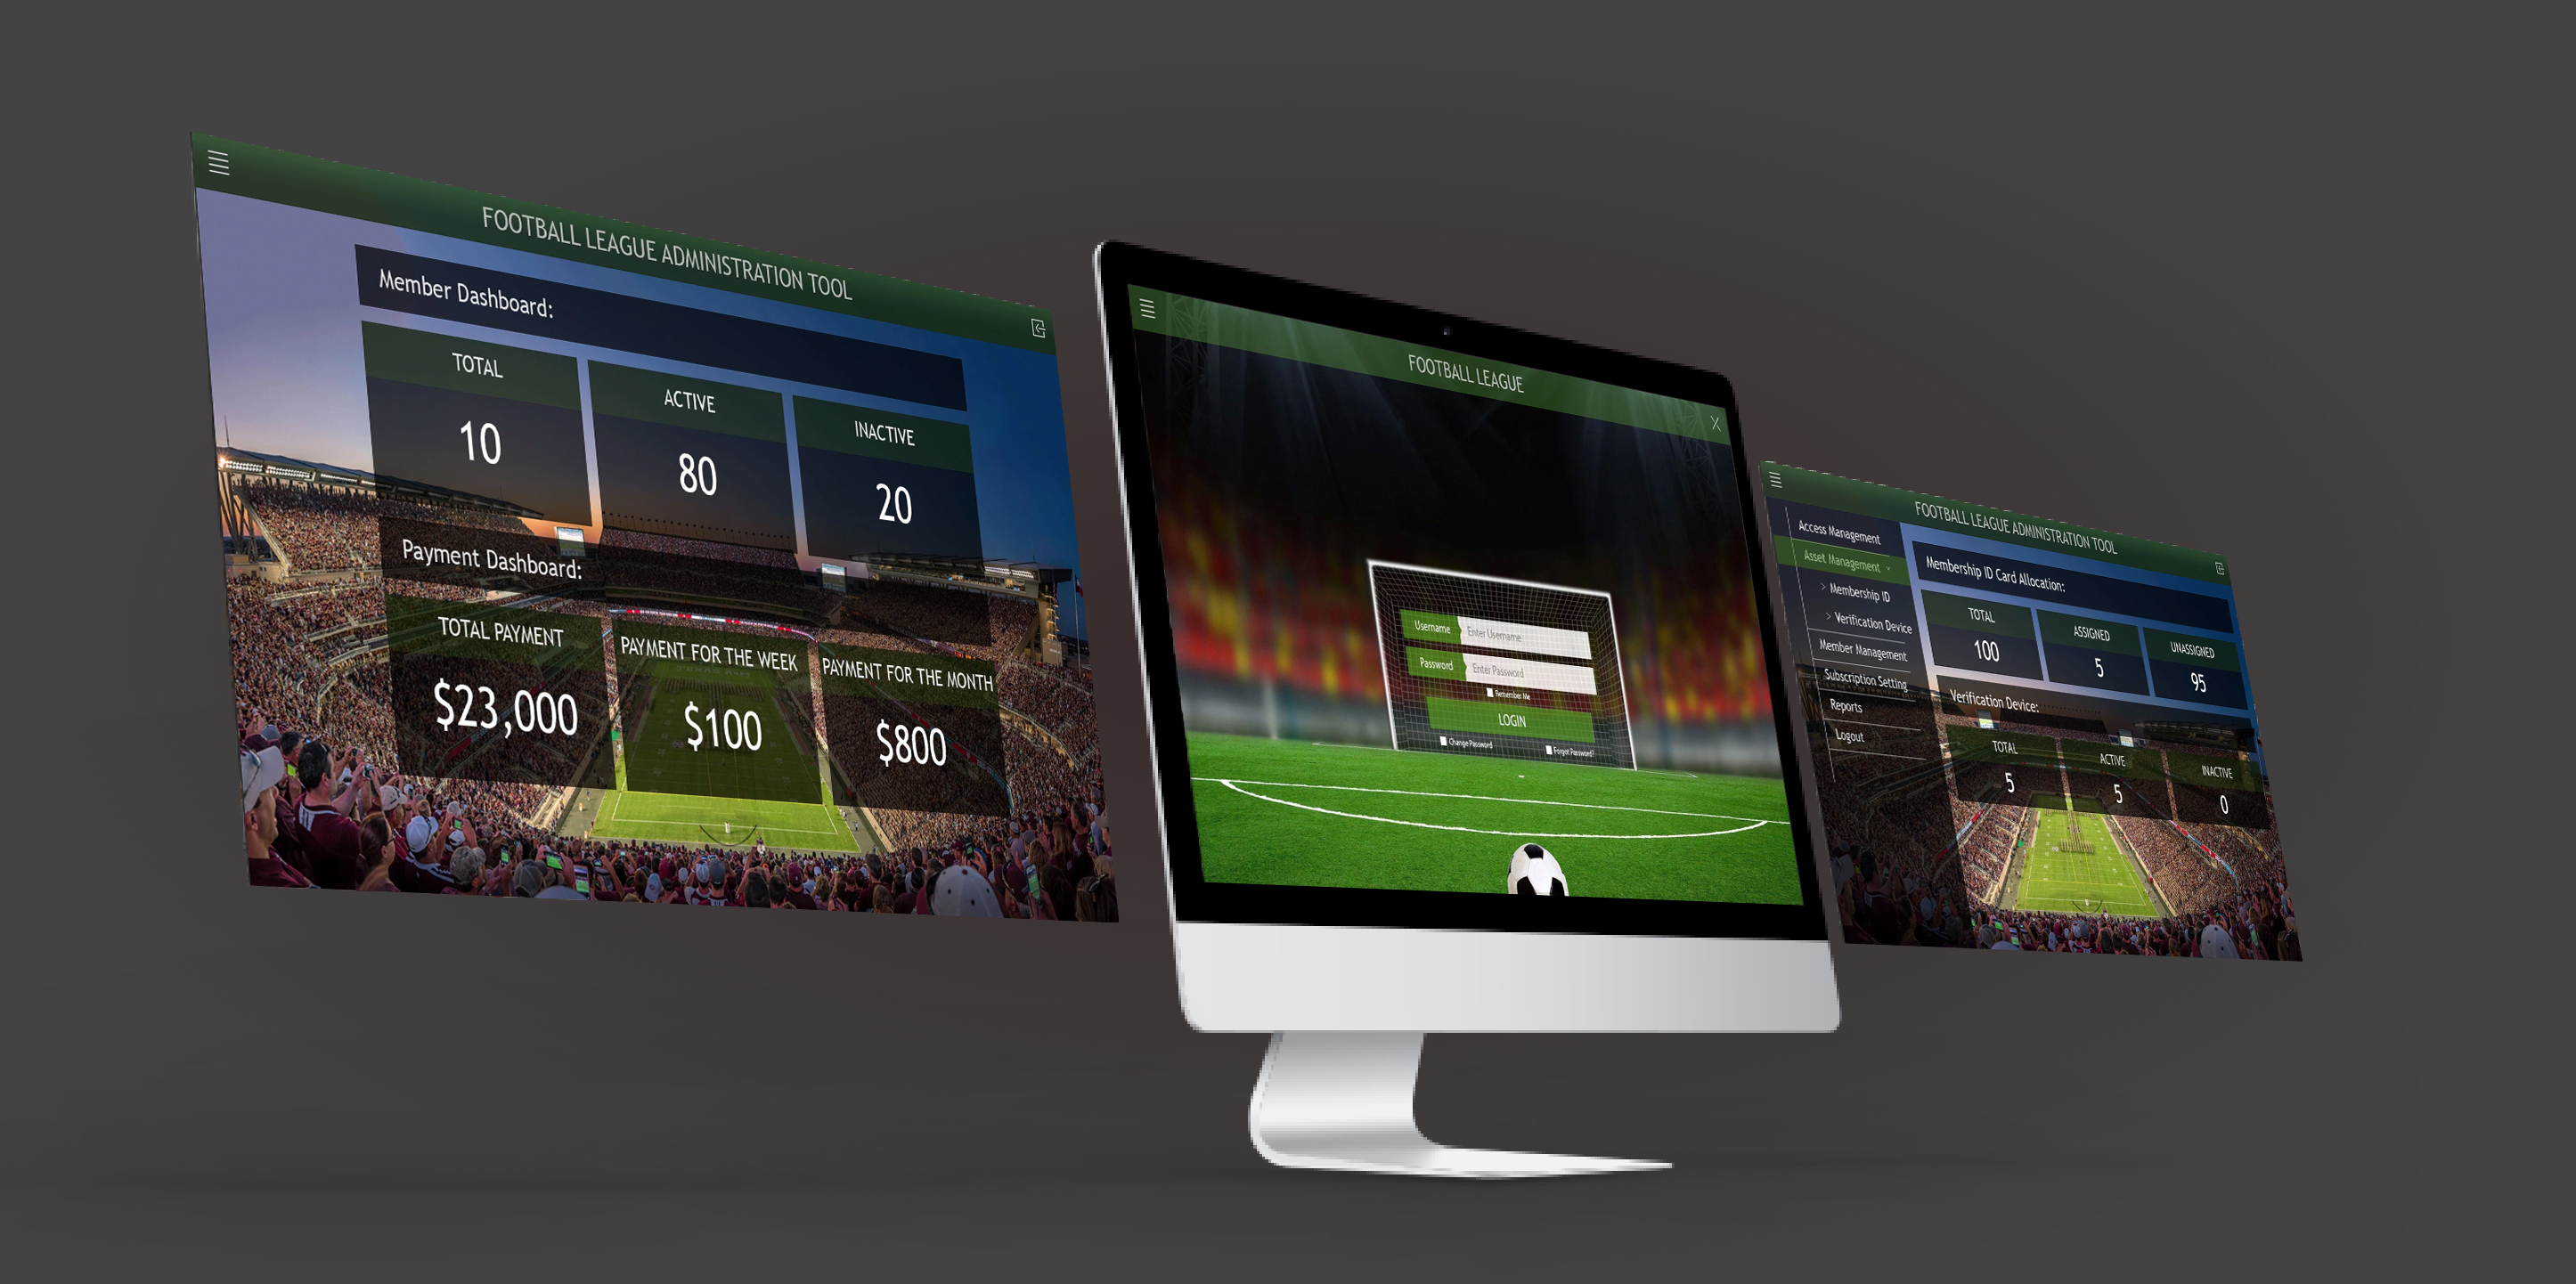 FOOTBALL LEAGUE ADMINISTRATION TOOL
Member Dashboard:
TOTAL
ACTIVE
INACTIVE
10
80
20
Payment Dashboard:
TOTAL PAYMENT
PAYMENT FOR THE WEEK
PAYMENT FOR THE MONTH
$23,000
$100
$800
FOOTBALL LEAGUE
Username
Enter Username
Password
Enter Password
Remember Me
LOGIN
Change Password
Forgot Password?
FOOTBALL LEAGUE ADMINISTRATION TOOL
Access Management
Asset Management
> Membership ID
> Verification Device
Member Management
Subscription Setting
Reports
Logout
Membership ID Card Allocation:
TOTAL
ASSIGNED
UNASSIGNED
100
5
95
Verification Device:
TOTAL
ACTIVE
INACTIVE
5
5
0